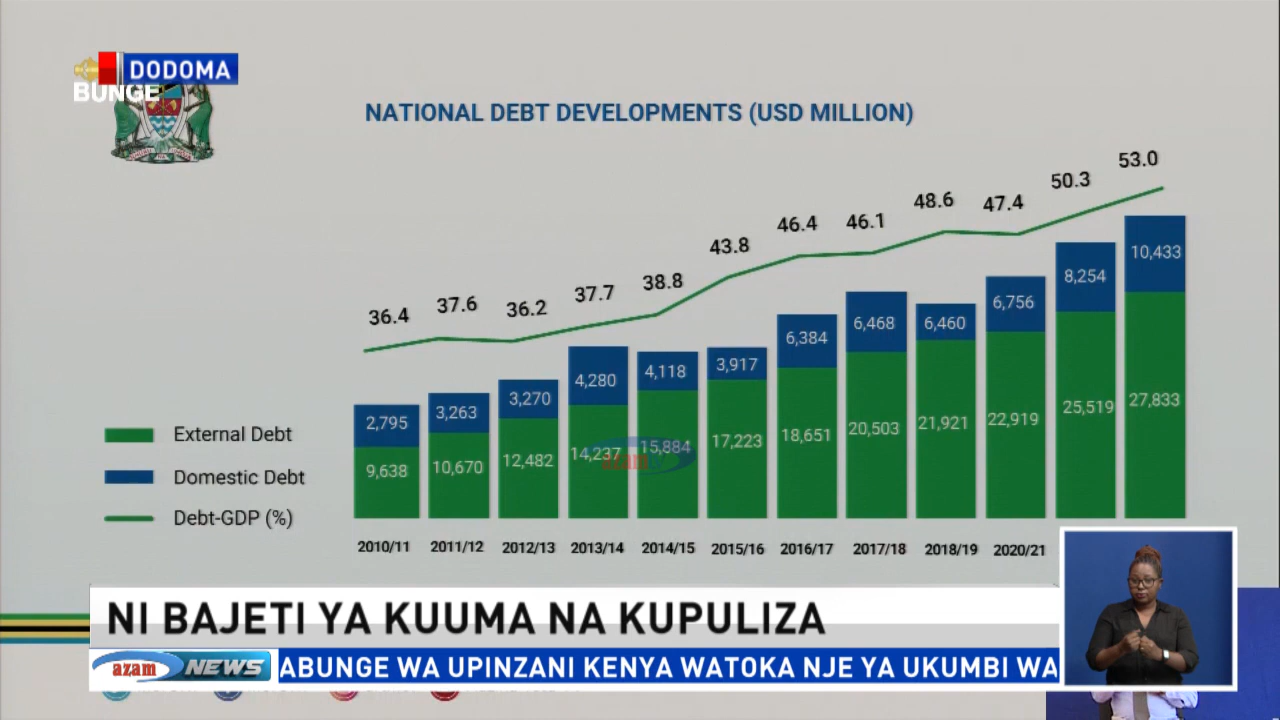 DODOMA
BUNGE
NATIONAL DEBT DEVELOPMENTS (USD MILLION)
36.4 37.6 36.2 37.7 38.8 43.8 46.4 46.1 48.6 47.4 50.3 53.0
2,795 3,263 3,270 4,280 4,118 3,917 6,384 6,468 6,460 6,756 8,254 10,433
9,638 10,670 12,482 14,237 15,884 17,223 18,651 20,503 21,921 22,919 25,519 27,833
External Debt
Domestic Debt
Debt-GDP (%)
azam
2010/11 2011/12 2012/13 2013/14 2014/15 2015/16 2016/17 2017/18 2018/19 2020/21
NI BAJETI YA KUUMA NA KUPULIZA
azam NEWS
ABUNGE WA UPINZANI KENYA WATOKA NJE YA UKUMBI WA